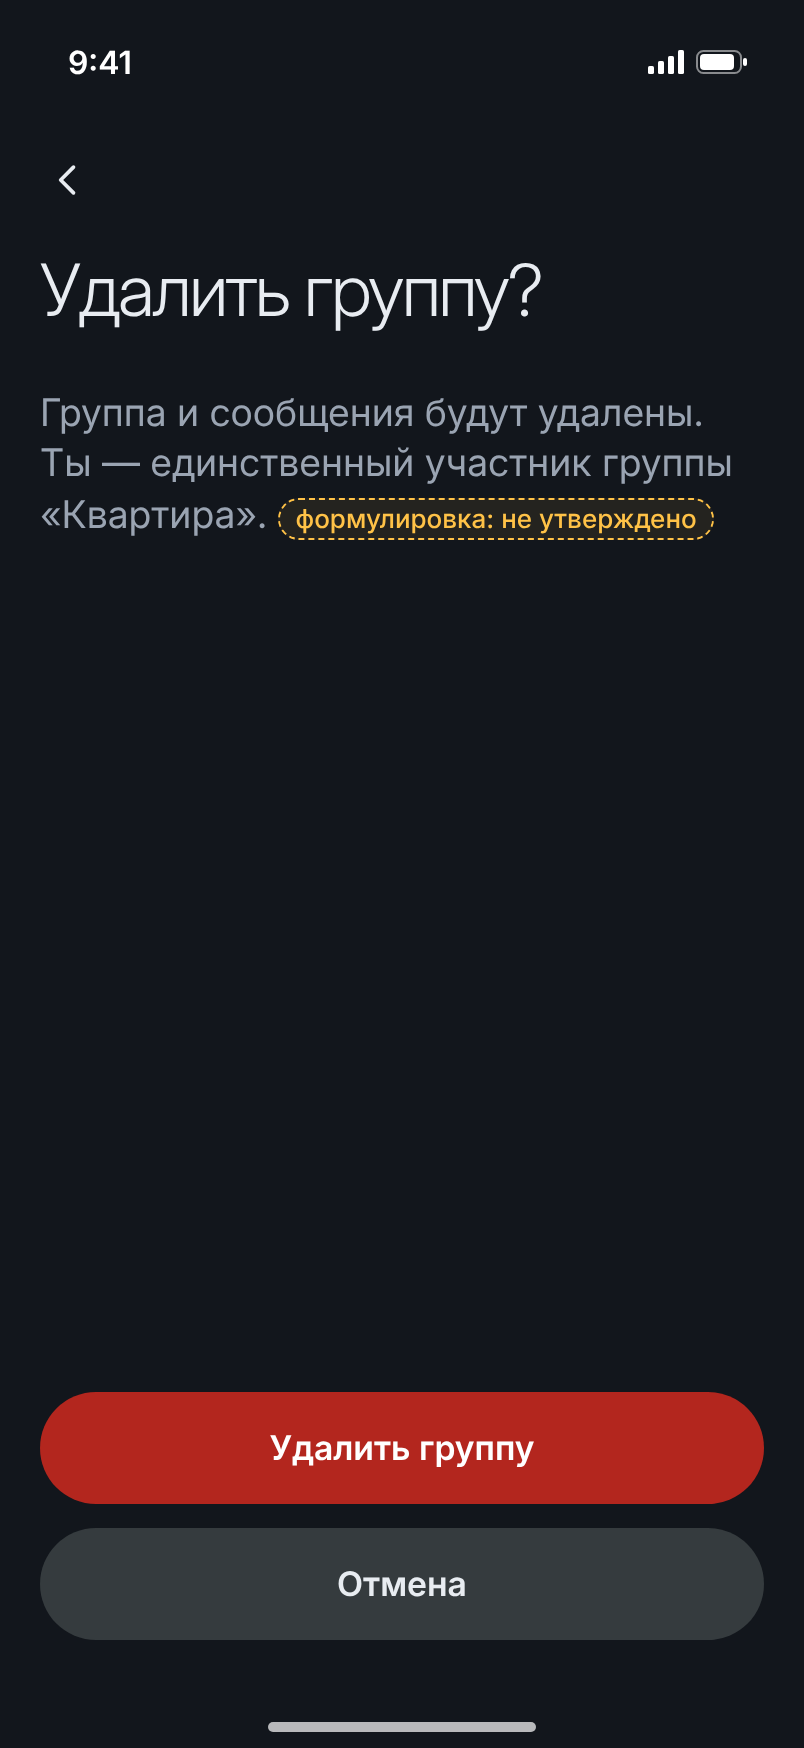 9:41
Удалить группу?
Группа и сообщения будут удалены.
Ты — единственный участник группы
«Квартира». формулировка: не утверждено
Удалить группу
Отмена